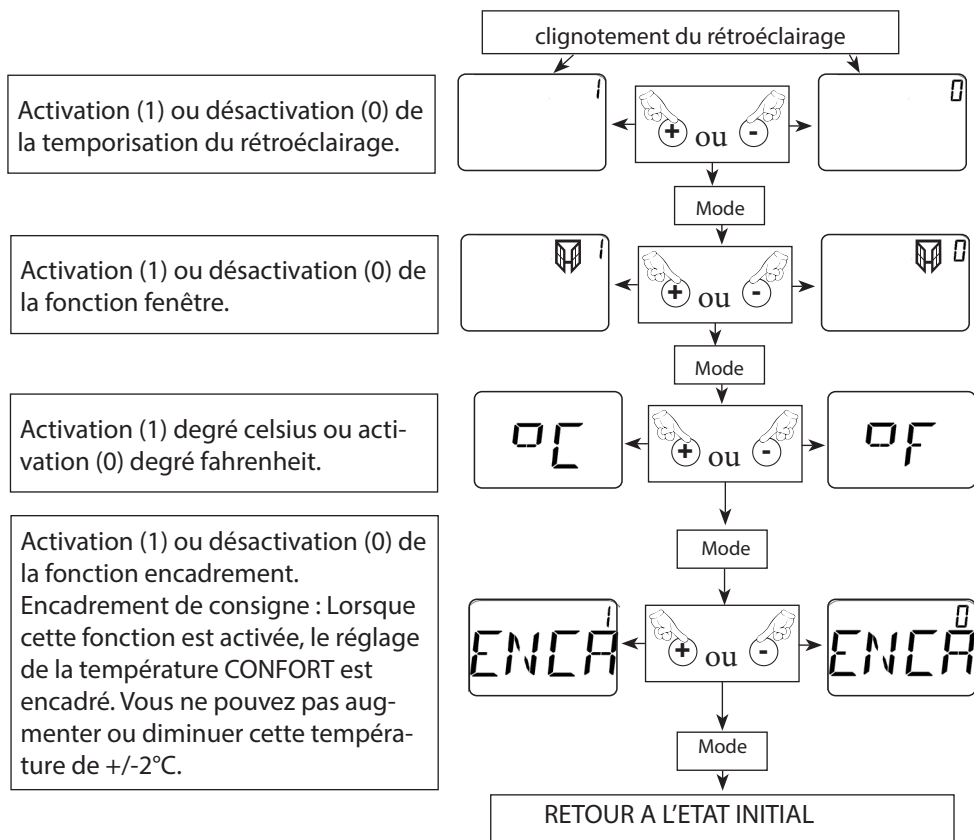 clignotement du rétroéclairage
Activation (1) ou désactivation (0) de
la temporisation du rétroéclairage.
1
+ ou -
0
Mode
Activation (1) ou désactivation (0) de
la fonction fenêtre.
1
+ ou -
0
Mode
Activation (1) degré celsius ou acti-
vation (0) degré fahrenheit.
°C
+ ou -
°F
Mode
Activation (1) ou désactivation (0) de
la fonction encadrement.
Encadrement de consigne : Lorsque
cette fonction est activée, le réglage
de la température CONFORT est
encadré. Vous ne pouvez pas aug-
menter ou diminuer cette tempéra-
ture de +/-2°C.
1
ENCA
+ ou -
0
ENCA
Mode
RETOUR A L'ETAT INITIAL